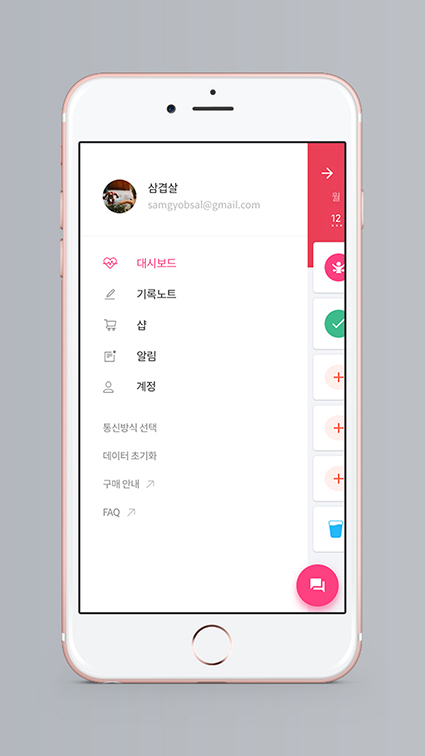 삼겹살
samgyobsal@gmail.com
월
12
대시보드
기록노트
샵
알림
계정
통신방식 선택
데이터 초기화
구매 안내
FAQ